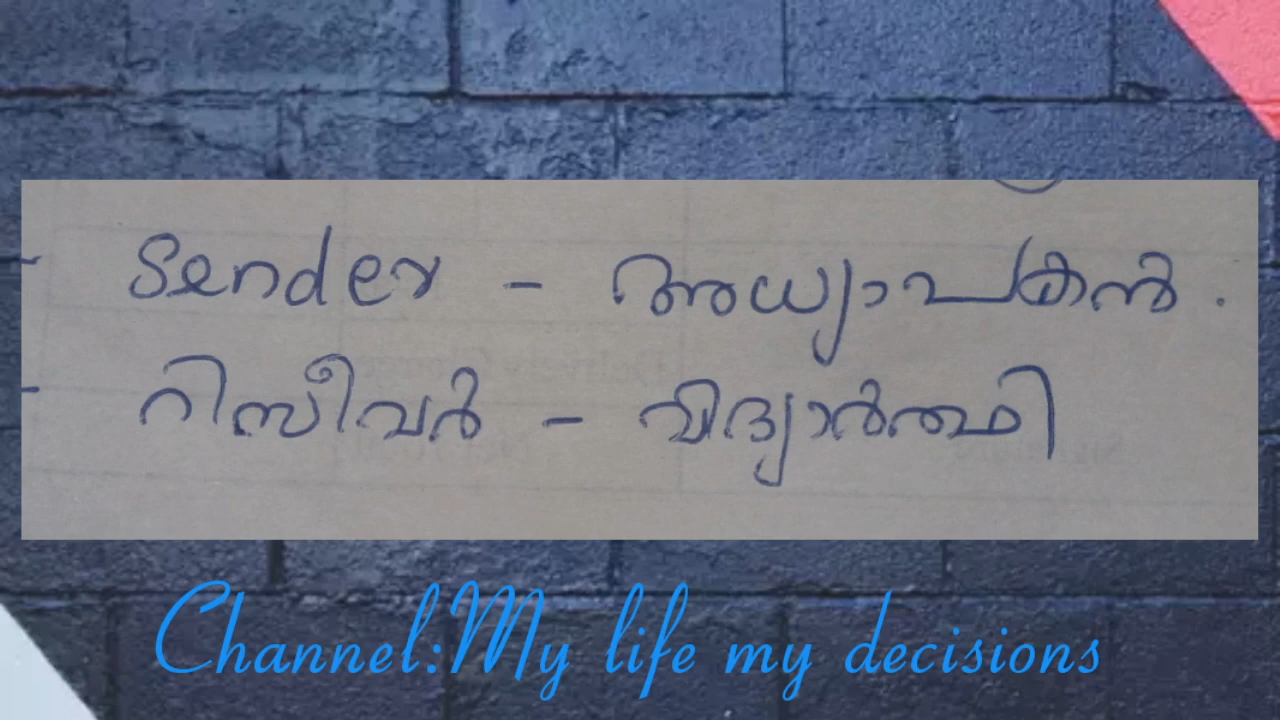 - Sender - അധ്യാപകൻ.
- റിസീവർ - വിദ്യാർത്ഥി
Channel:My life my decisions